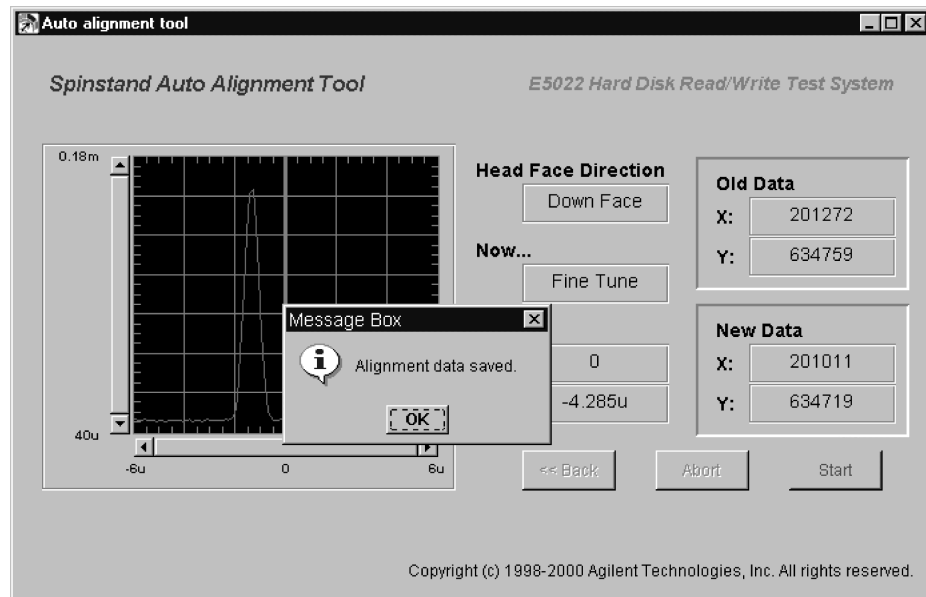 Auto alignment tool
Spinstand Auto Alignment Tool
E5022 Hard Disk Read/Write Test System
0.18m
40u
-6u
0
6u
Head Face Direction
Down Face
Now...
Fine Tune
0
-4.285u
Old Data
X: 201272
Y: 634759
New Data
X: 201011
Y: 634719
Message Box
Alignment data saved.
OK
<< Back
Abort
Start
Copyright (c) 1998-2000 Agilent Technologies, Inc. All rights reserved.